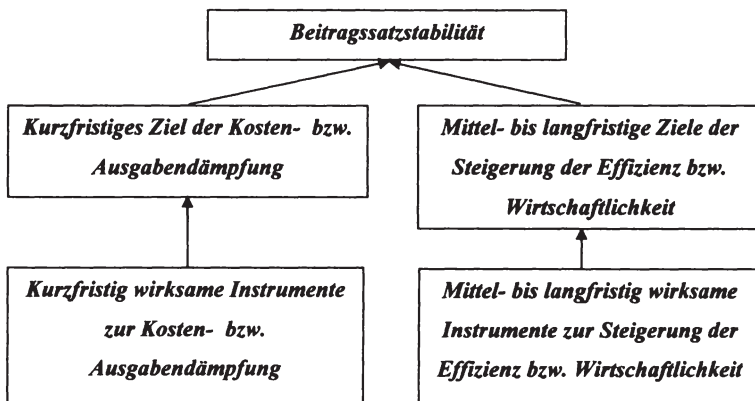 Beitragssatzstabilität
Kurzfristiges Ziel der Kosten- bzw.
Ausgabendämpfung
Mittel- bis langfristige Ziele der
Steigerung der Effizienz bzw.
Wirtschaftlichkeit
Kurzfristig wirksame Instrumente
zur Kosten- bzw.
Ausgabendämpfung
Mittel- bis langfristig wirksame
Instrumente zur Steigerung der
Effizienz bzw. Wirtschaftlichkeit